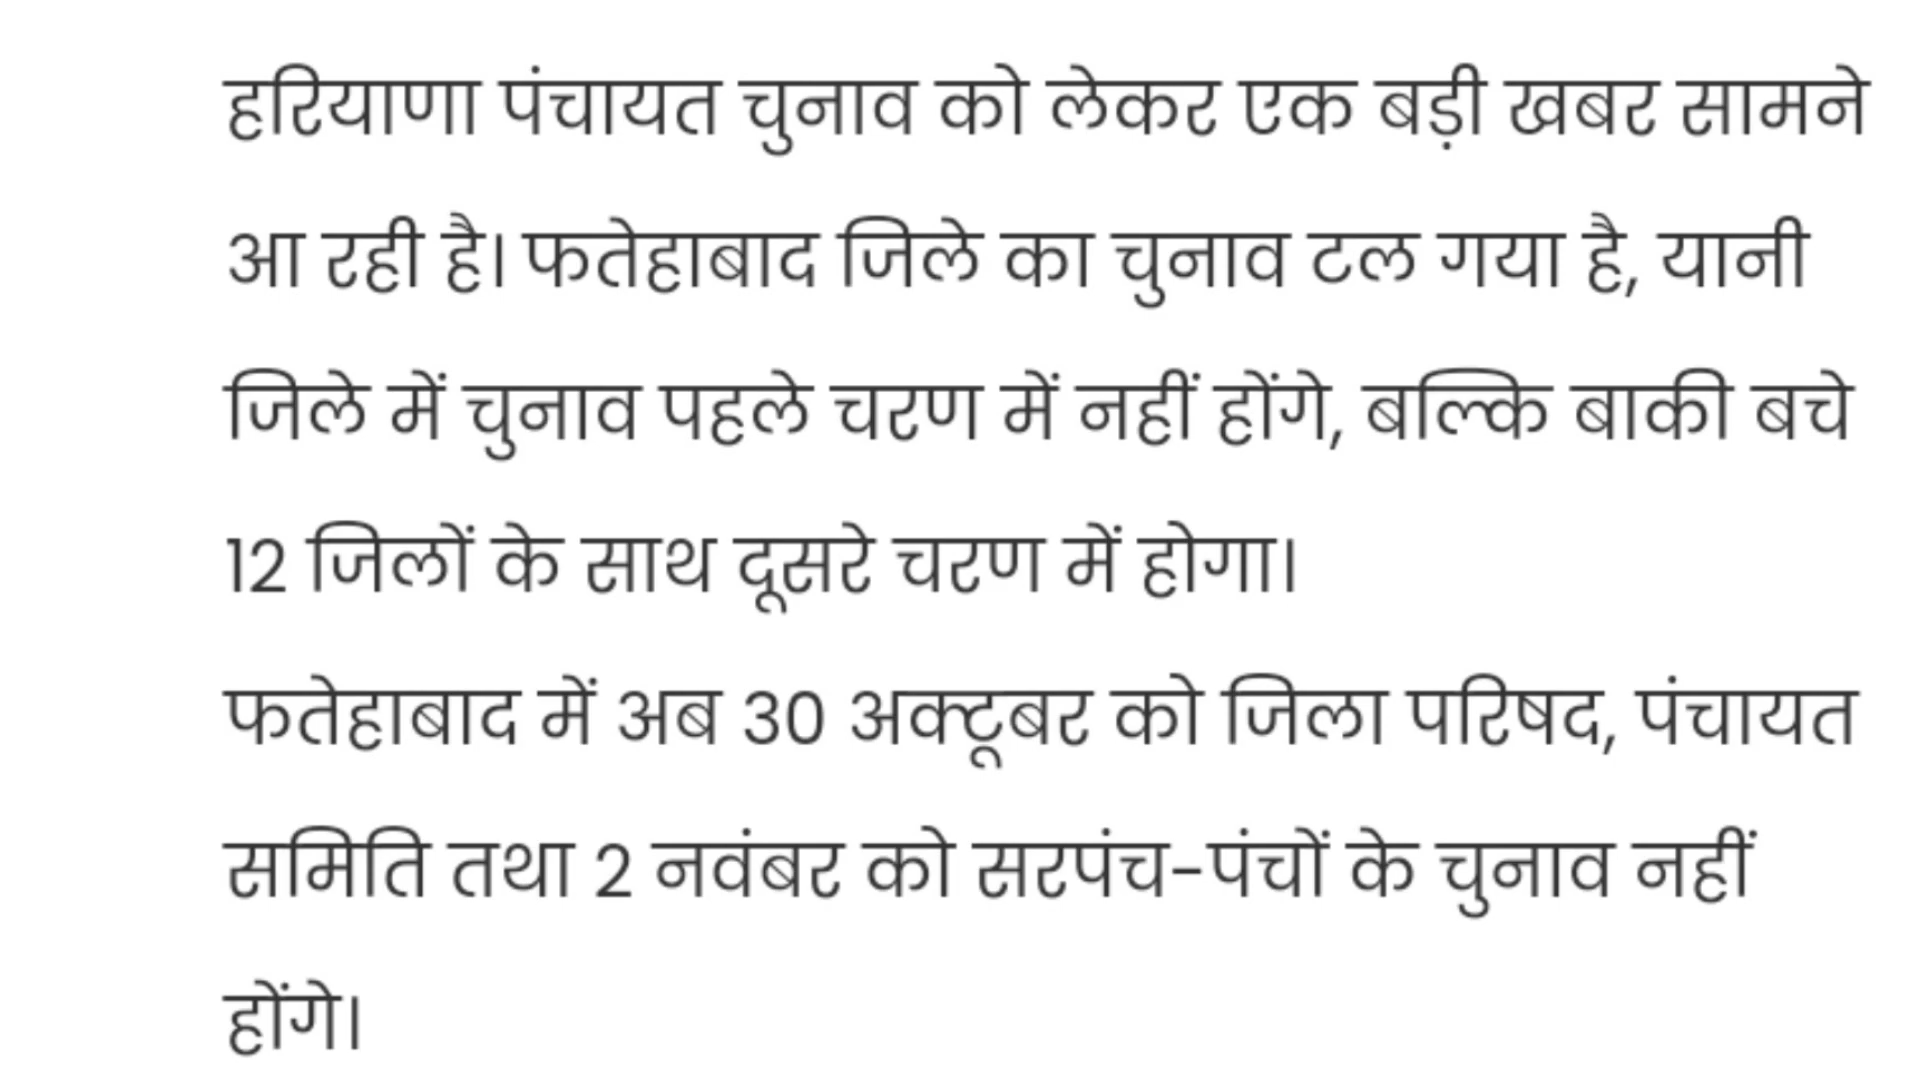 हरियाणा पंचायत चुनाव को लेकर एक बड़ी खबर सामने
आ रही है। फतेहाबाद जिले का चुनाव टल गया है, यानी
जिले में चुनाव पहले चरण में नहीं होंगे, बल्कि बाकी बचे
12 जिलों के साथ दूसरे चरण में होगा।
फतेहाबाद में अब 30 अक्टूबर को जिला परिषद, पंचायत
समिति तथा 2 नवंबर को सरपंच-पंचों के चुनाव नहीं
होंगे।